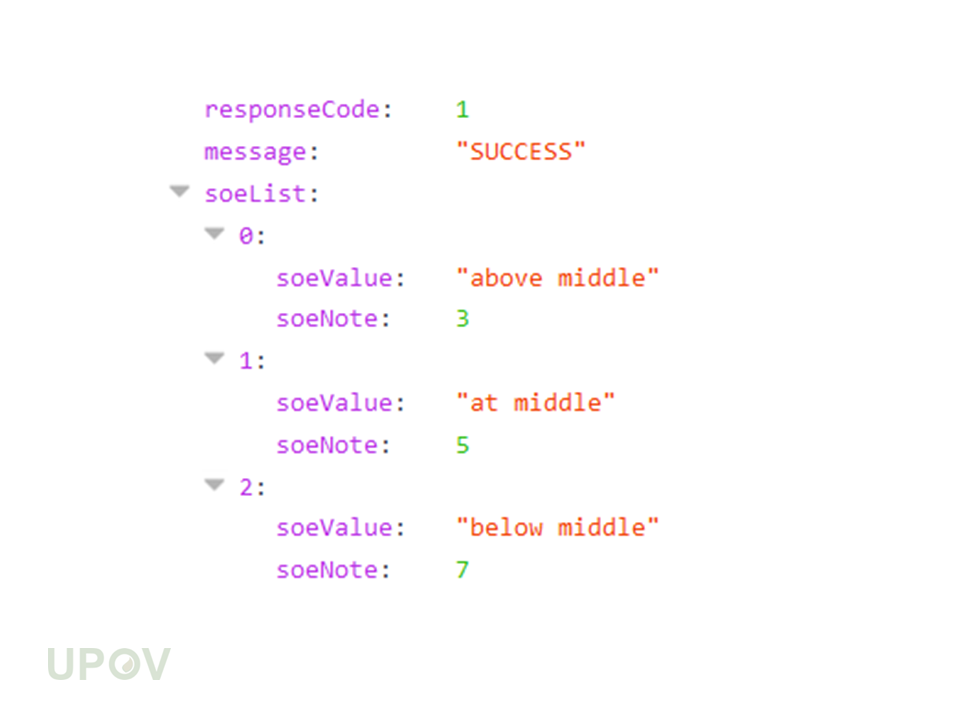 responseCode: 1
message: "SUCCESS"
soeList:
0:
soeValue: "above middle"
soeNote: 3
1:
soeValue: "at middle"
soeNote: 5
2:
soeValue: "below middle"
soeNote: 7
UPOV